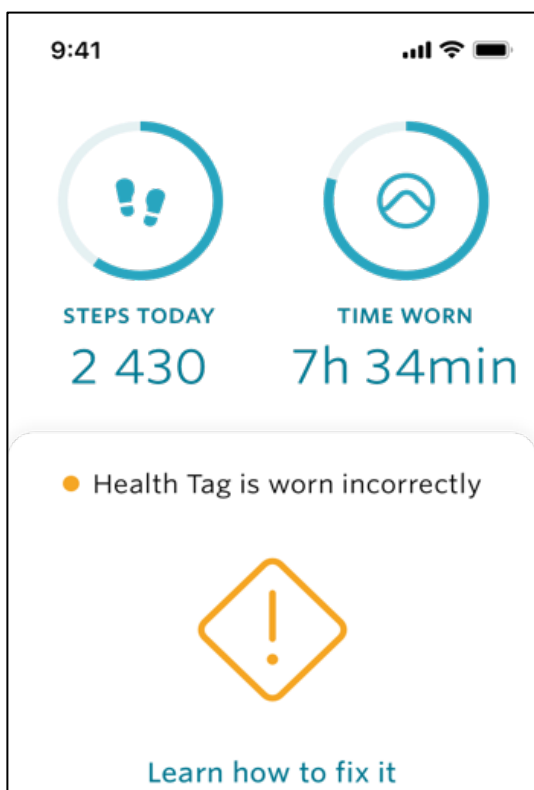 9:41
STEPS TODAY
2 430
TIME WORN
7h 34min
Health Tag is worn incorrectly
Learn how to fix it